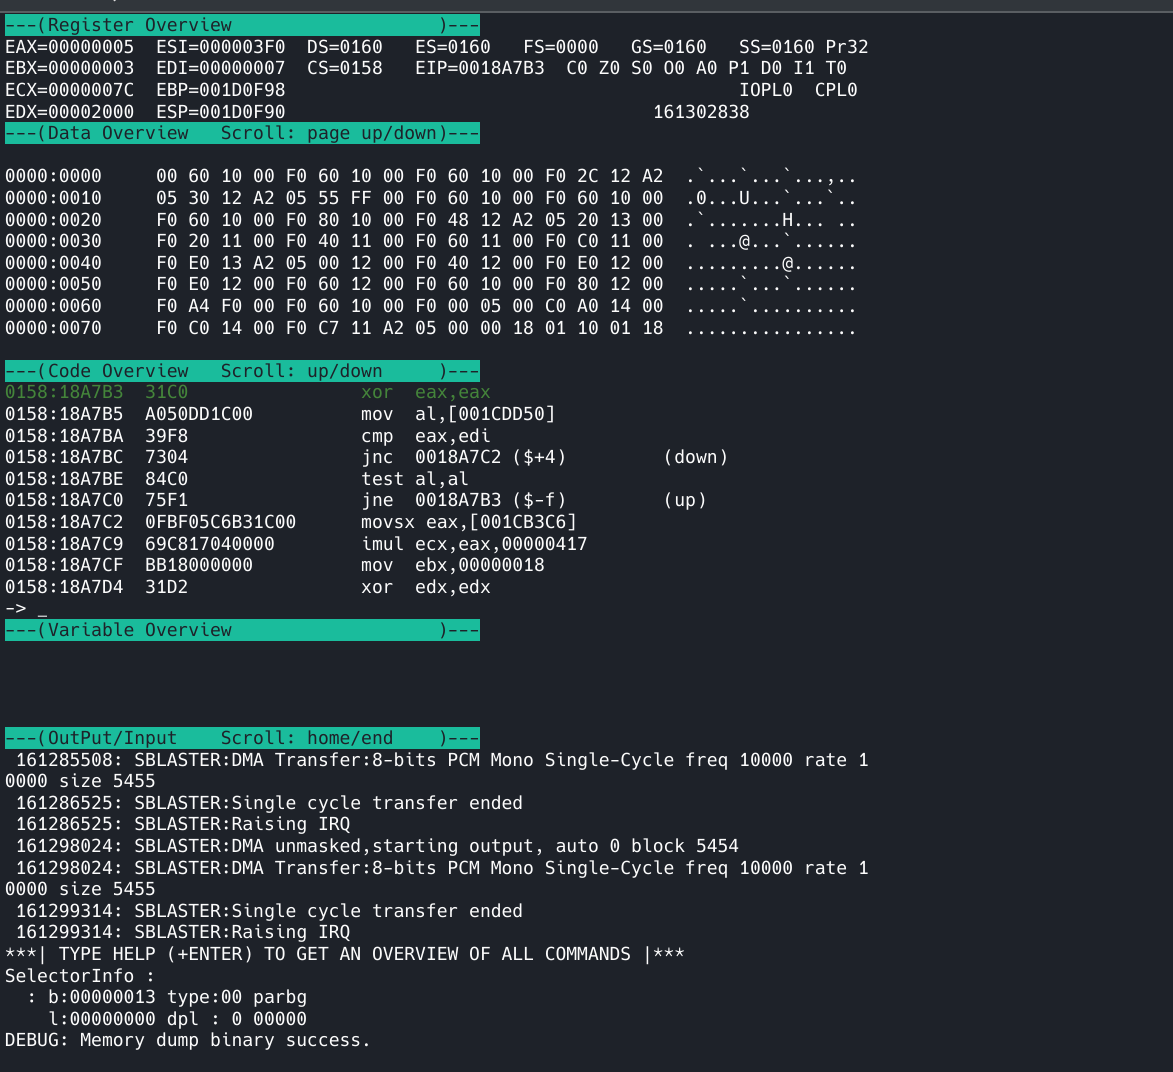 ---(Register Overview                   )---
EAX=00000005  ESI=000003F0  DS=0160   ES=0160   FS=0000   GS=0160   SS=0160 Pr32
EBX=00000003  EDI=00000007  CS=0158   EIP=0018A7B3  C0 Z0 S0 O0 A0 P1 D0 I1 T0
ECX=0000007C  EBP=001D0F98                                          IOPL0  CPL0
EDX=00002000  ESP=001D0F90                                  161302838
---(Data Overview   Scroll: page up/down)---
0000:0000     00 60 10 00 F0 60 10 00 F0 60 10 00 F0 2C 12 A2  .`...`...`...,..
0000:0010     05 30 12 A2 05 55 FF 00 F0 60 10 00 F0 60 10 00  .0...U...`...`..
0000:0020     F0 60 10 00 F0 80 10 00 F0 48 12 A2 05 20 13 00  .`.......H... ..
0000:0030     F0 20 11 00 F0 40 11 00 F0 60 11 00 F0 C0 11 00  . ...@...`......
0000:0040     F0 E0 13 A2 05 00 12 00 F0 40 12 00 F0 E0 12 00  .........@......
0000:0050     F0 E0 12 00 F0 60 12 00 F0 60 10 00 F0 80 12 00  .....`...`......
0000:0060     F0 A4 F0 00 F0 60 10 00 F0 00 05 00 C0 A0 14 00  .....`..........
0000:0070     F0 C0 14 00 F0 C7 11 A2 05 00 00 18 01 10 01 18  ................
---(Code Overview   Scroll: up/down     )---
0158:18A7B3  31C0                xor  eax,eax
0158:18A7B5  A050DD1C00          mov  al,[001CDD50]
0158:18A7BA  39F8                cmp  eax,edi
0158:18A7BC  7304                jnc  0018A7C2 ($+4)         (down)
0158:18A7BE  84C0                test al,al
0158:18A7C0  75F1                jne  0018A7B3 ($-f)         (up)
0158:18A7C2  0FBF05C6B31C00      movsx eax,[001CB3C6]
0158:18A7C9  69C817040000        imul ecx,eax,00000417
0158:18A7CF  BB18000000          mov  ebx,00000018
0158:18A7D4  31D2                xor  edx,edx
-> _
---(Variable Overview                   )---
---(OutPut/Input    Scroll: home/end    )---
 161285508: SBLASTER:DMA Transfer:8-bits PCM Mono Single-Cycle freq 10000 rate 1
0000 size 5455
 161286525: SBLASTER:Single cycle transfer ended
 161286525: SBLASTER:Raising IRQ
 161298024: SBLASTER:DMA unmasked,starting output, auto 0 block 5454
 161298024: SBLASTER:DMA Transfer:8-bits PCM Mono Single-Cycle freq 10000 rate 1
0000 size 5455
 161299314: SBLASTER:Single cycle transfer ended
 161299314: SBLASTER:Raising IRQ
***| TYPE HELP (+ENTER) TO GET AN OVERVIEW OF ALL COMMANDS |***
SelectorInfo :
  : b:00000013 type:00 parbg
    l:00000000 dpl : 0 00000
DEBUG: Memory dump binary success.